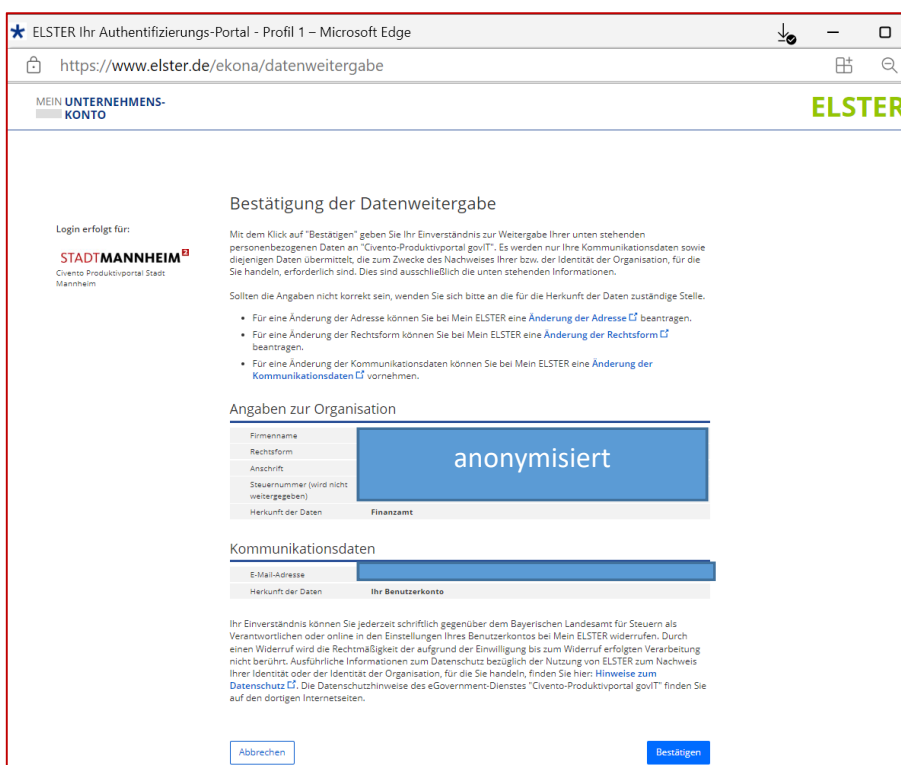 ELSTER Ihr Authentifizierungs-Portal - Profil 1 – Microsoft Edge
https://www.elster.de/ekona/datenweitergabe
MEIN UNTERNEHMENS-
KONTO
ELSTER
Bestätigung der Datenweitergabe
Login erfolgt für:
STADTMANNHEIM²
Civento Produktivportal Stadt
Mannheim
Mit dem Klick auf "Bestätigen" geben Sie Ihr Einverständnis zur Weitergabe Ihrer unten stehenden
personenbezogenen Daten an "Civento-Produktivportal govIT". Es werden nur Ihre Kommunikationsdaten sowie
diejenigen Daten übermittelt, die zum Zwecke des Nachweises Ihrer bzw. der Identität der Organisation, für die
Sie handeln, erforderlich sind. Dies sind ausschließlich die unten stehenden Informationen.
Sollten die Angaben nicht korrekt sein, wenden Sie sich bitte an die für die Herkunft der Daten zuständige Stelle.
• Für eine Änderung der Adresse können Sie bei Mein ELSTER eine Änderung der Adresse beantragen.
• Für eine Änderung der Rechtsform können Sie bei Mein ELSTER eine Änderung der Rechtsform
beantragen.
• Für eine Änderung der Kommunikationsdaten können Sie bei Mein ELSTER eine Änderung der
Kommunikationsdaten vornehmen.
Angaben zur Organisation
Firmenname
Rechtsform
anonymisiert
Anschrift
Steuernummer (wird nicht
weitergegeben)
Herkunft der Daten Finanzamt
Kommunikationsdaten
E-Mail-Adresse
Herkunft der Daten Ihr Benutzerkonto
Ihr Einverständnis können Sie jederzeit schriftlich gegenüber dem Bayerischen Landesamt für Steuern als
Verantwortlichen oder online in den Einstellungen Ihres Benutzerkontos bei Mein ELSTER widerrufen. Durch
einen Widerruf wird die Rechtmäßigkeit der aufgrund der Einwilligung bis zum Widerruf erfolgten Verarbeitung
nicht berührt. Ausführliche Informationen zum Datenschutz bezüglich der Nutzung von ELSTER zum Nachweis
Ihrer Identität oder der Identität der Organisation, für die Sie handeln, finden Sie hier: Hinweise zum
Datenschutz. Die Datenschutzhinweise des eGovernment-Dienstes "Civento-Produktivportal govIT" finden Sie
auf den dortigen Internetseiten.
Abbrechen
Bestätigen